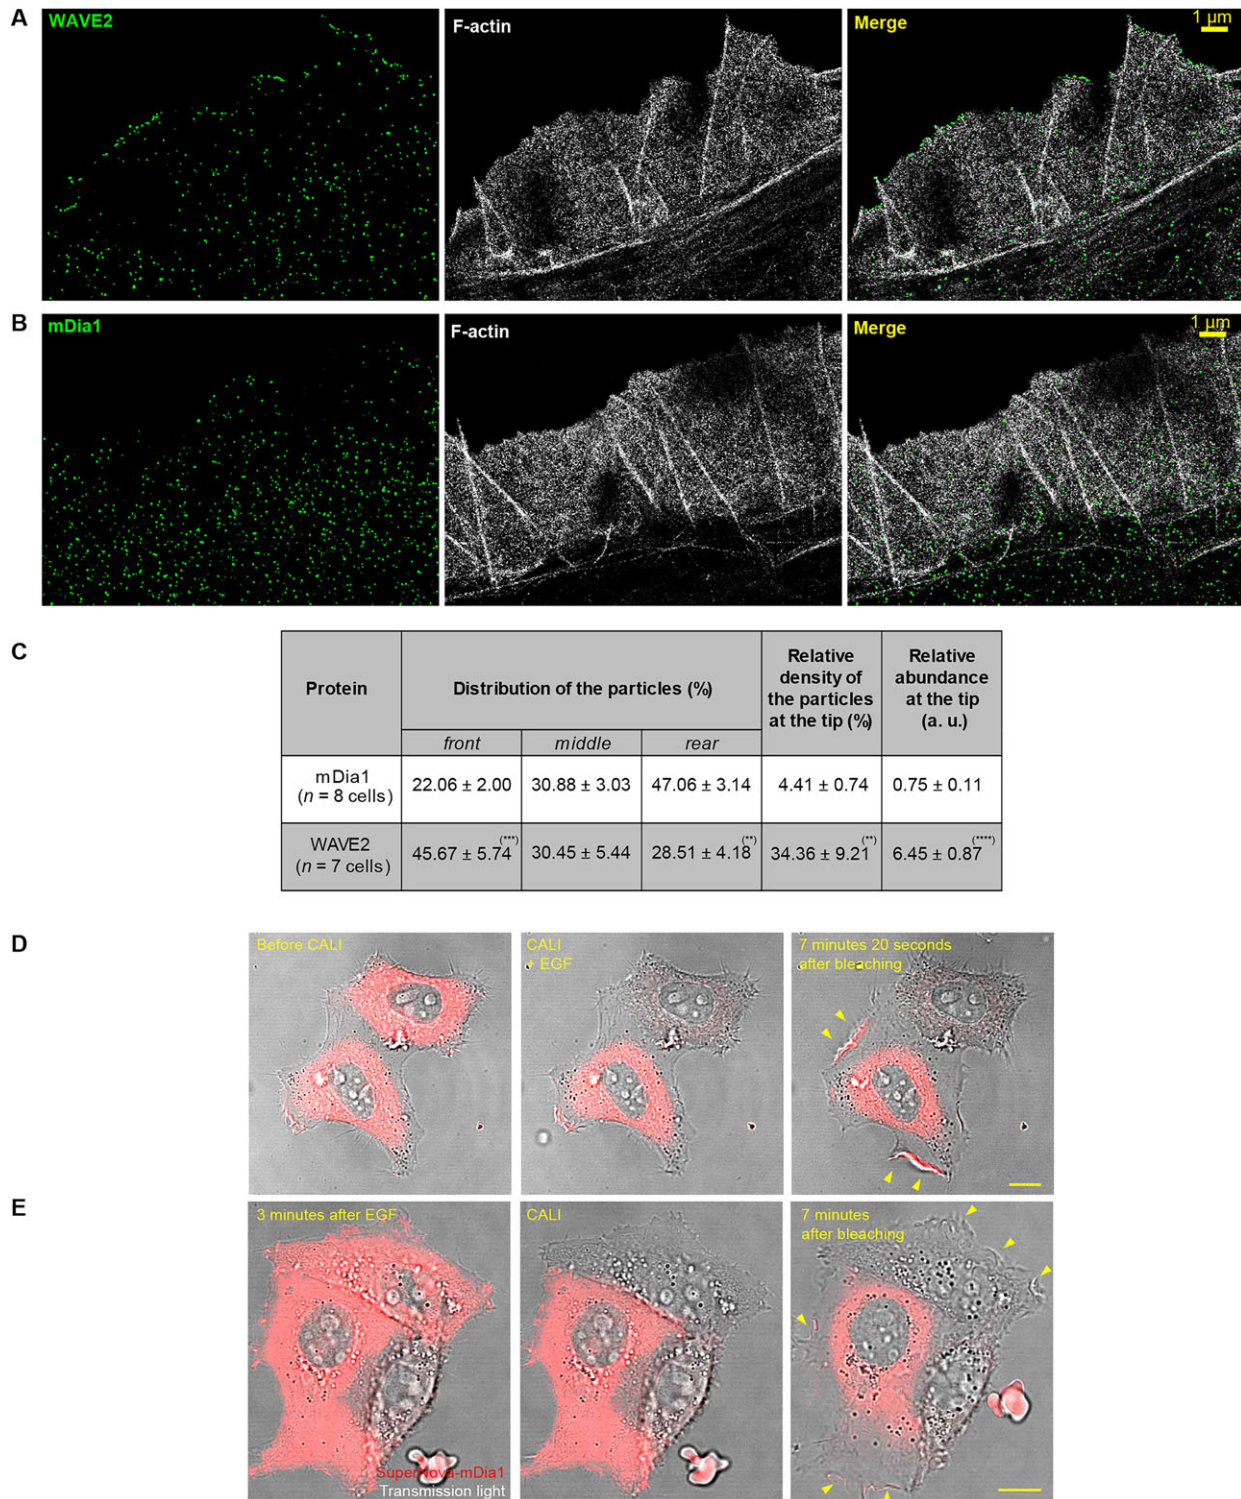 A
WAVE2
F-actin
Merge
1 µm
B
mDia1
F-actin
Merge
1 µm
C
Protein
Distribution of the particles (%)
Relative
density of
the particles
at the tip (%)
Relative
abundance
at the tip
(a. u.)
front
middle
rear
mDia1
(n = 8 cells)
22.06 ± 2.00
30.88 ± 3.03
47.06 ± 3.14
4.41 ± 0.74
0.75 ± 0.11
WAVE2
(n = 7 cells)
45.67 ± 5.74(***)
30.45 ± 5.44
28.51 ± 4.18(**)
34.36 ± 9.21(**)
6.45 ± 0.87(****)
D
Before CALI
CALI
+ EGF
7 minutes 20 seconds
after bleaching
E
3 minutes after EGF
CALI
7 minutes
after bleaching
SuperNova-mDia1
Transmission light